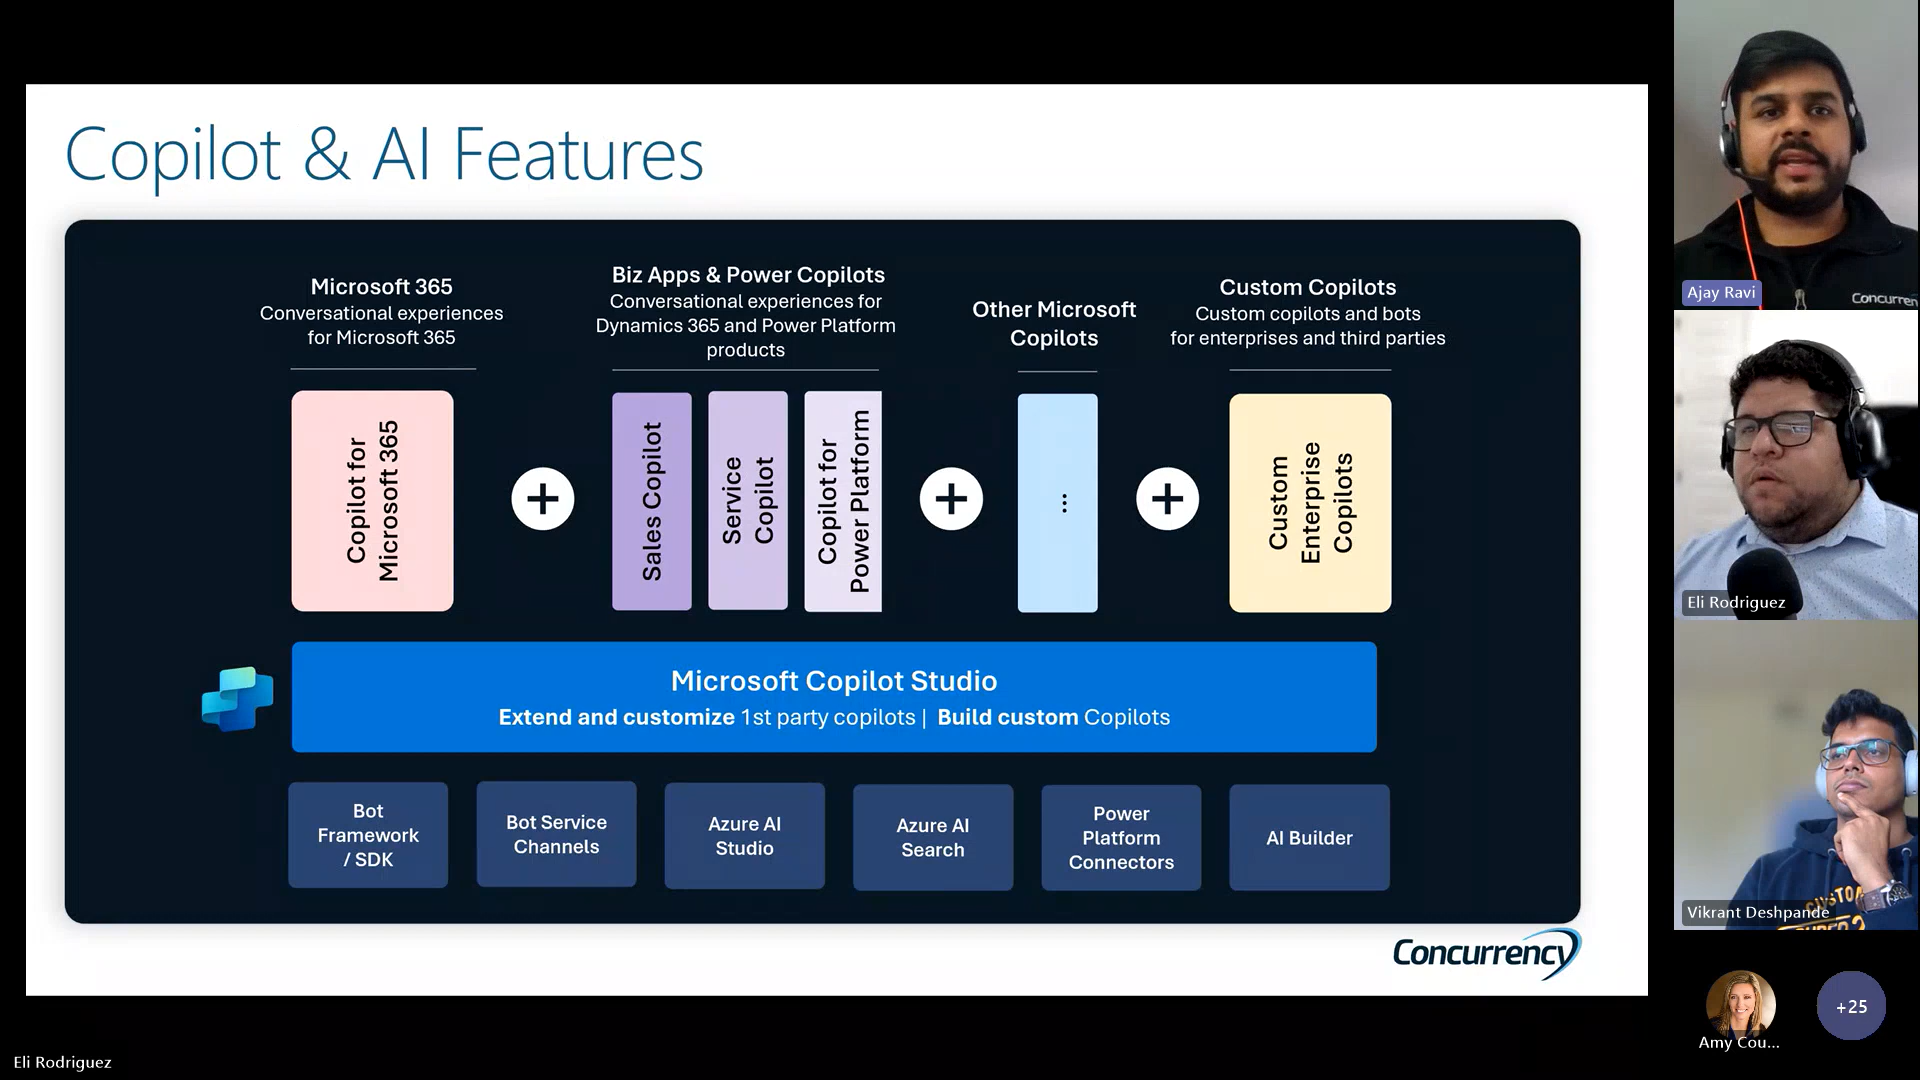 Copilot & AI Features
Microsoft 365
Conversational experiences
for Microsoft 365
Biz Apps & Power Copilots
Conversational experiences for
Dynamics 365 and Power Platform
products
Other Microsoft
Copilots
Custom Copilots
Custom copilots and bots
for enterprises and third parties
Copilot for
Microsoft 365
Sales Copilot
Service
Copilot
Copilot for
Power Platform
...
Custom
Enterprise
Copilots
Microsoft Copilot Studio
Extend and customize 1st party copilots | Build custom Copilots
Bot
Framework
/ SDK
Bot Service
Channels
Azure AI
Studio
Azure AI
Search
Power
Platform
Connectors
AI Builder
Concurrency
Ajay Ravi
Concurren
Eli Rodriguez
Vikrant Deshpande
Amy Cou...
+25
Eli Rodriguez